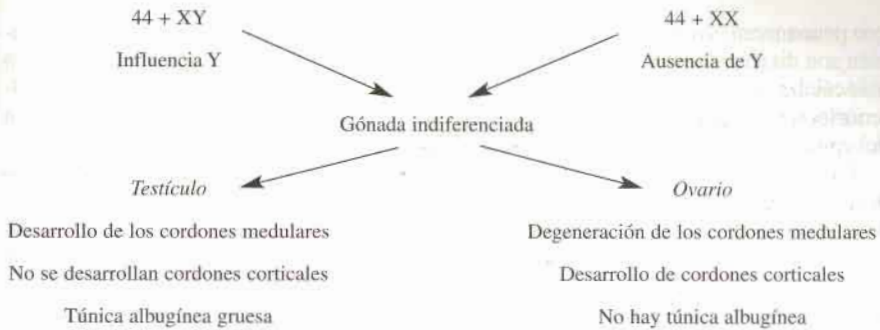 44 + XY
44 + XX
Influencia Y
Ausencia de Y
Gónada indiferenciada
Testículo
Ovario
Desarrollo de los cordones medulares
Degeneración de los cordones medulares
No se desarrollan cordones corticales
Desarrollo de cordones corticales
Túnica albugínea gruesa
No hay túnica albugínea